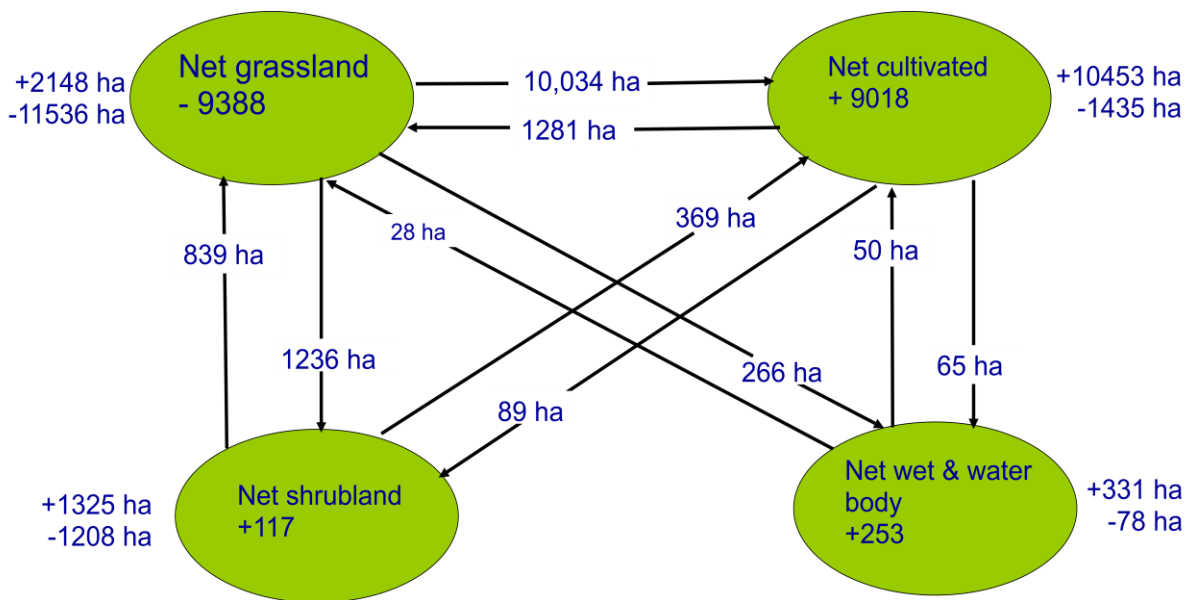 Net grassland
- 9388
+2148 ha
-11536 ha
10,034 ha
1281 ha
Net cultivated
+ 9018
+10453 ha
-1435 ha
839 ha
28 ha
369 ha
50 ha
1236 ha
266 ha
65 ha
89 ha
Net shrubland
+117
+1325 ha
-1208 ha
Net wet & water
body
+253
+331 ha
-78 ha